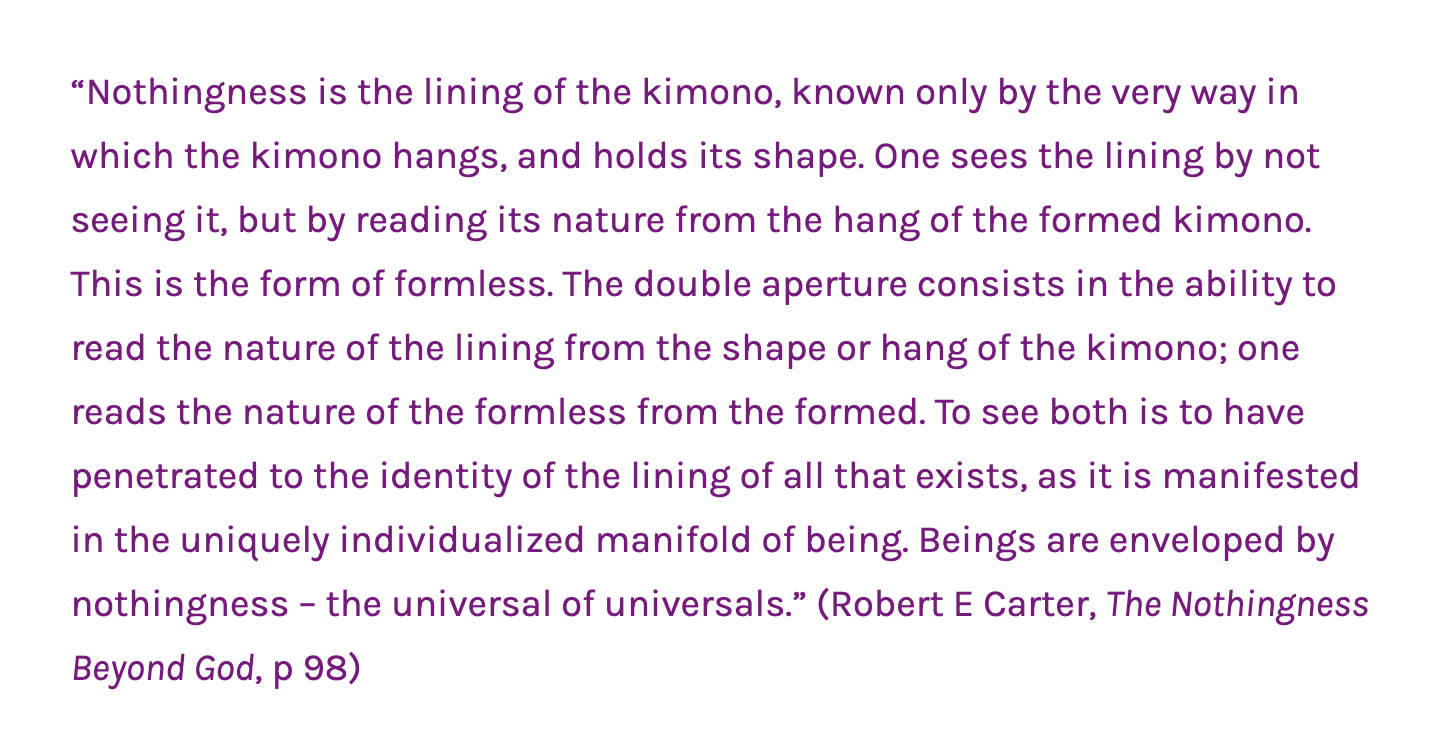 “Nothingness is the lining of the kimono, known only by the very way in
which the kimono hangs, and holds its shape. One sees the lining by not
seeing it, but by reading its nature from the hang of the formed kimono.
This is the form of formless. The double aperture consists in the ability to
read the nature of the lining from the shape or hang of the kimono; one
reads the nature of the formless from the formed. To see both is to have
penetrated to the identity of the lining of all that exists, as it is manifested
in the uniquely individualized manifold of being. Beings are enveloped by
nothingness – the universal of universals.” (Robert E Carter, The Nothingness
Beyond God, p 98)